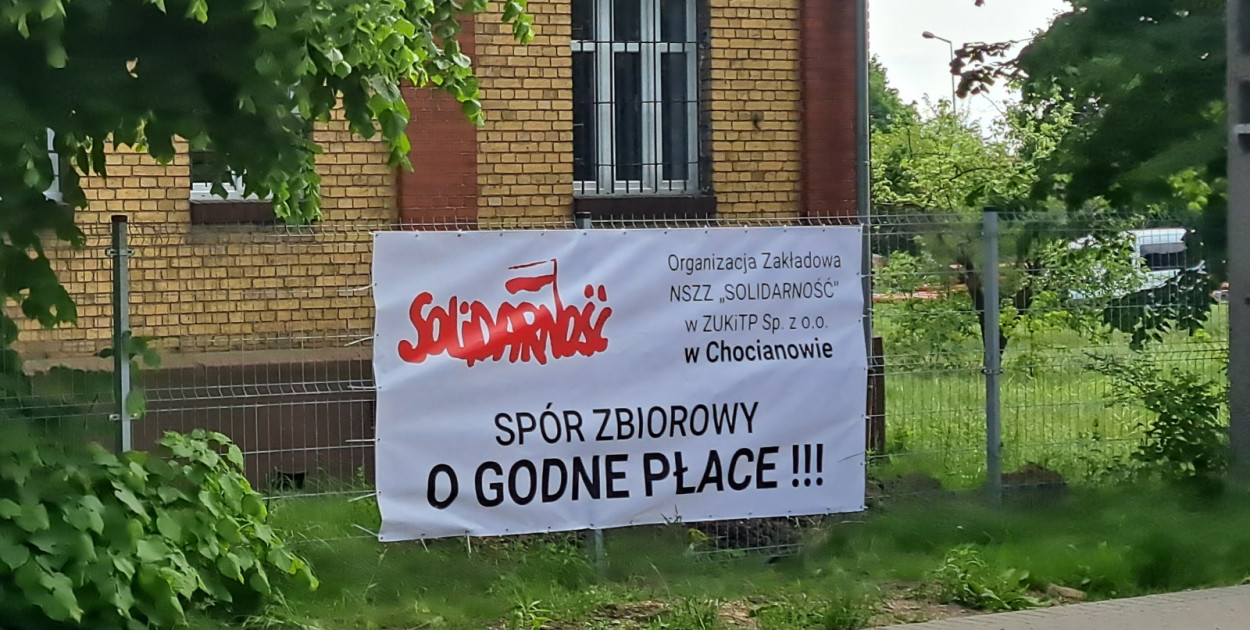 SOLIDARNOŚĆ
Organizacja Zakładowa
NSZZ „SOLIDARNOŚĆ”
w ZUKiTP Sp. z o.o.
w Chocianowie
SPÓR ZBIOROWY
O GODNE PŁACE !!!